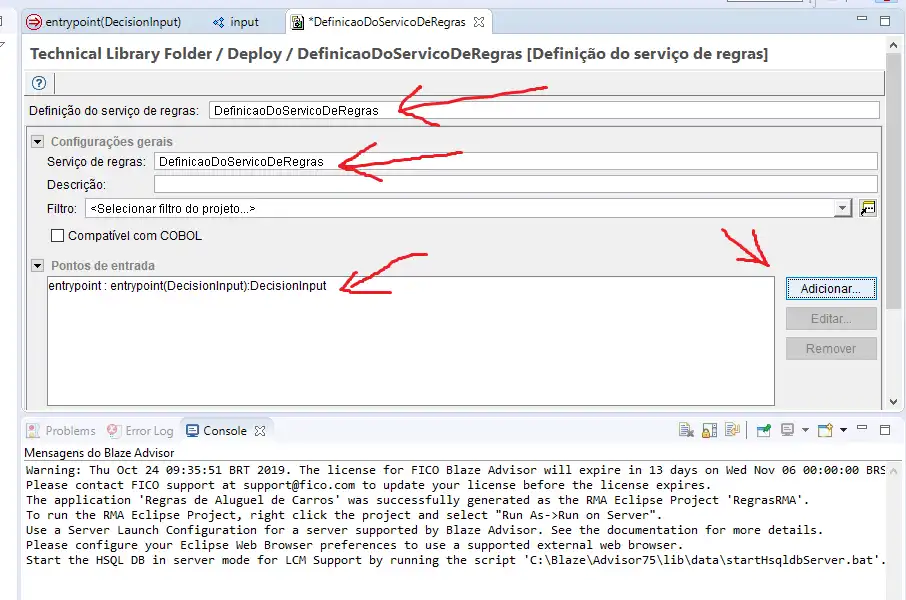 entrypoint(DecisionInput) input *DefinicaoDoServicoDeRegras
Technical Library Folder / Deploy / DefinicaoDoServicoDeRegras [Definição do serviço de regras]
Definição do serviço de regras: DefinicaoDoServicoDeRegras
Configurações gerais
Serviço de regras: DefinicaoDoServicoDeRegras
Descrição:
Filtro: <Selecionar filtro do projeto...>
Compatível com COBOL
Pontos de entrada
entrypoint : entrypoint(DecisionInput):DecisionInput
Adicionar...
Editar...
Remover
Problems Error Log Console
Mensagens do Blaze Advisor
Warning: Thu Oct 24 09:35:51 BRT 2019. The license for FICO Blaze Advisor will expire in 13 days on Wed Nov 06 00:00:00 BRS
Please contact FICO support at support@fico.com to update your license before the license expires.
The application 'Regras de Aluguel de Carros' was successfully generated as the RMA Eclipse Project 'RegrasRMA'.
To run the RMA Eclipse Project, right click the project and select "Run As->Run on Server".
Use a Server Launch Configuration for a server supported by Blaze Advisor. See the documentation for more details.
Please configure your Eclipse Web Browser preferences to use a supported external web browser.
Start the HSQL DB in server mode for LCM Support by running the script 'C:\Blaze\Advisor75\lib\data\startHsqldbServer.bat'.